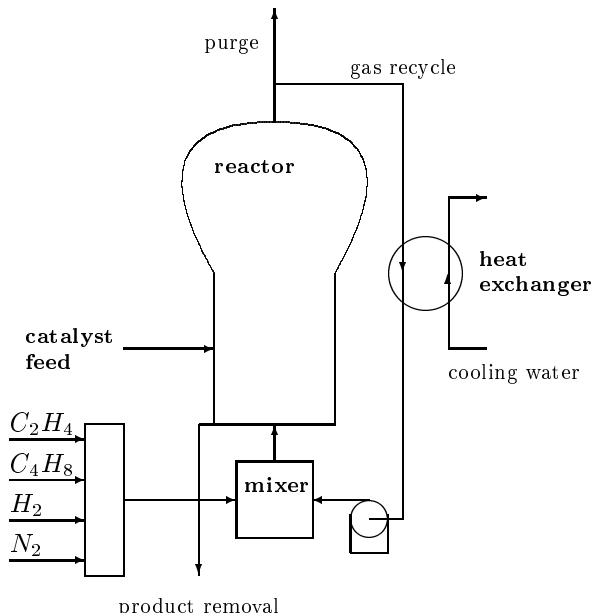 purge
gas recycle
reactor
heat
exchanger
catalyst
feed
cooling water
C₂H₄
C₄H₈
H₂
N₂
mixer
product removal